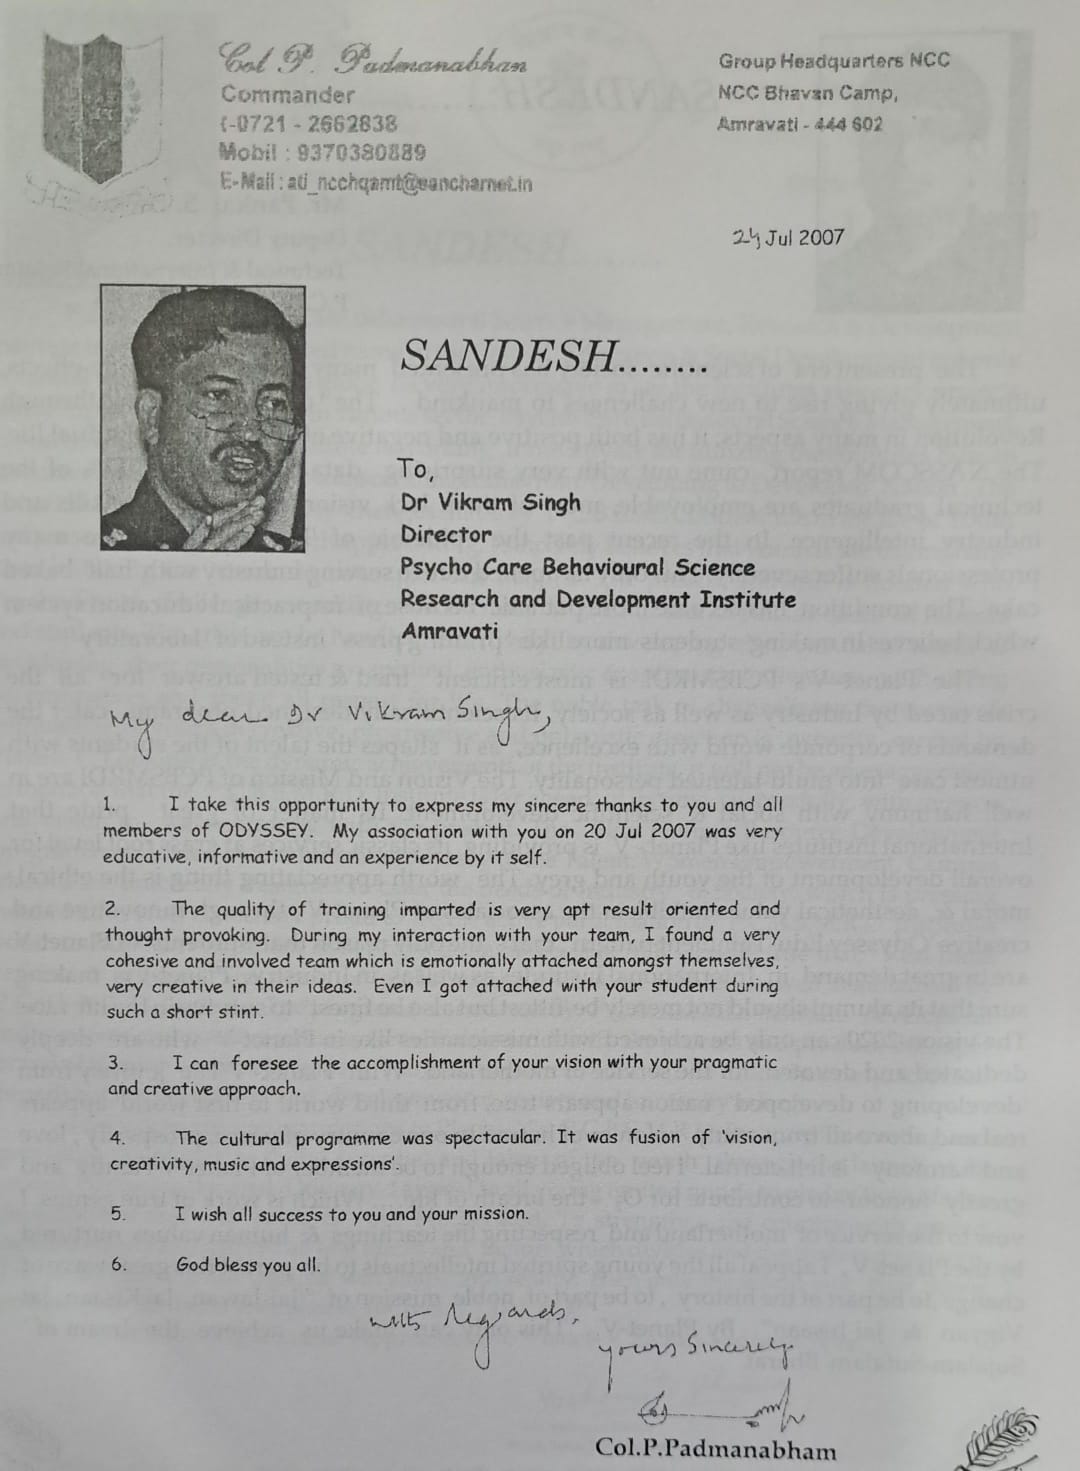 Col P. Padmanabhan
Commander
(-0721 - 2662838
Mobil : 9370380889
E-Mail : ati_ncchqamt@sancharnet.in
Group Headquarters NCC
NCC Bhavan Camp,
Amravati - 444 602
24 Jul 2007
SANDESH........
To,
Dr Vikram Singh
Director
Psycho Care Behavioural Science
Research and Development Institute
Amravati
My dear Dr Vikram Singh,
1. I take this opportunity to express my sincere thanks to you and all
members of ODYSSEY. My association with you on 20 Jul 2007 was very
educative, informative and an experience by it self.
2. The quality of training imparted is very apt result oriented and
thought provoking. During my interaction with your team, I found a very
cohesive and involved team which is emotionally attached amongst themselves,
very creative in their ideas. Even I got attached with your student during
such a short stint.
3. I can foresee the accomplishment of your vision with your pragmatic
and creative approach.
4. The cultural programme was spectacular. It was fusion of 'vision,
creativity, music and expressions'.
5. I wish all success to you and your mission.
6. God bless you all.
with Regards,
yours Sincerely
Col.P.Padmanabham